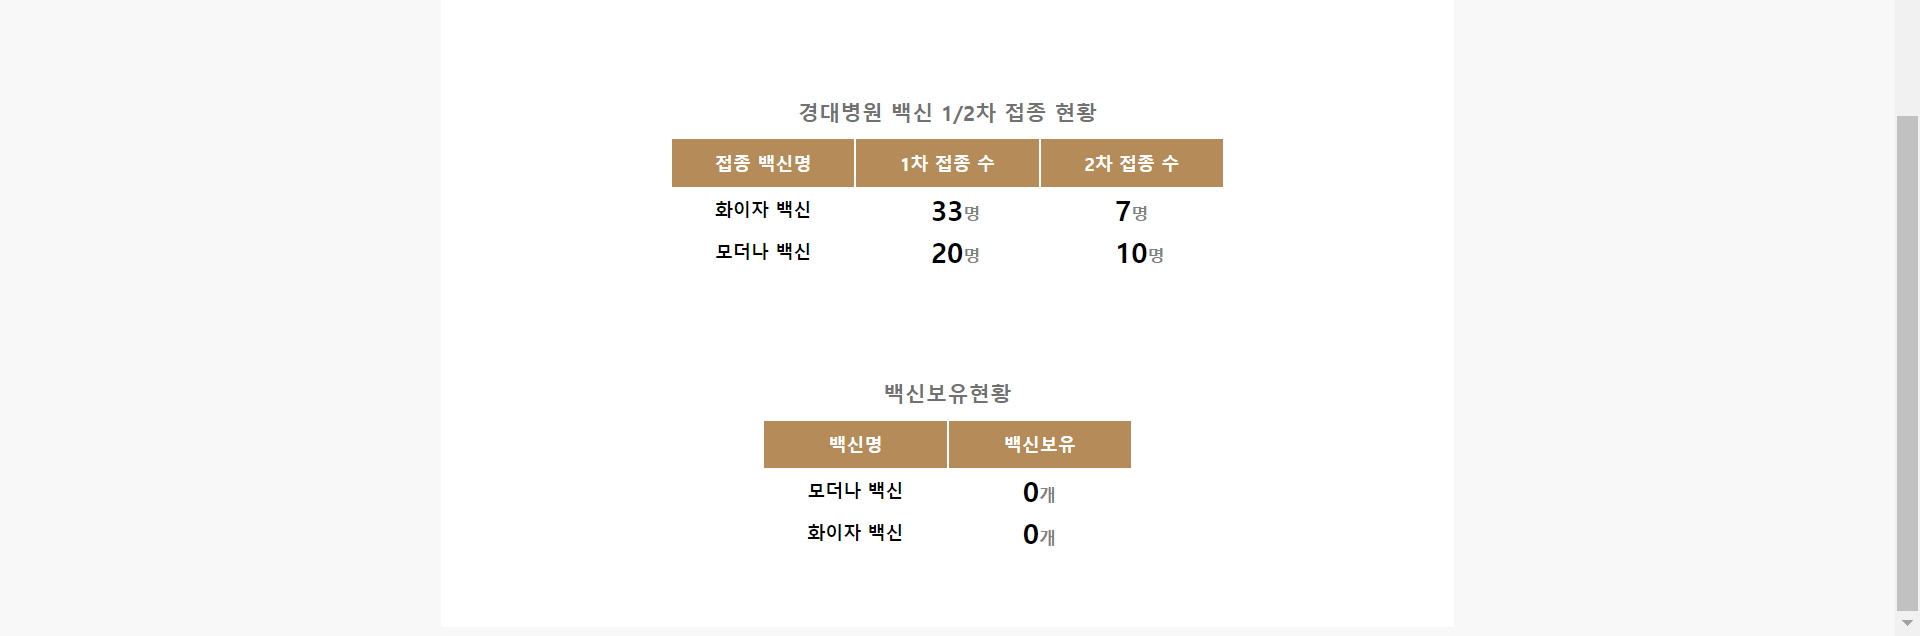 경대병원 백신 1/2차 접종 현황
접종 백신명 1차 접종 수 2차 접종 수
화이자 백신 33명 7명
모더나 백신 20명 10명
백신보유현황
백신명 백신보유
모더나 백신 0개
화이자 백신 0개